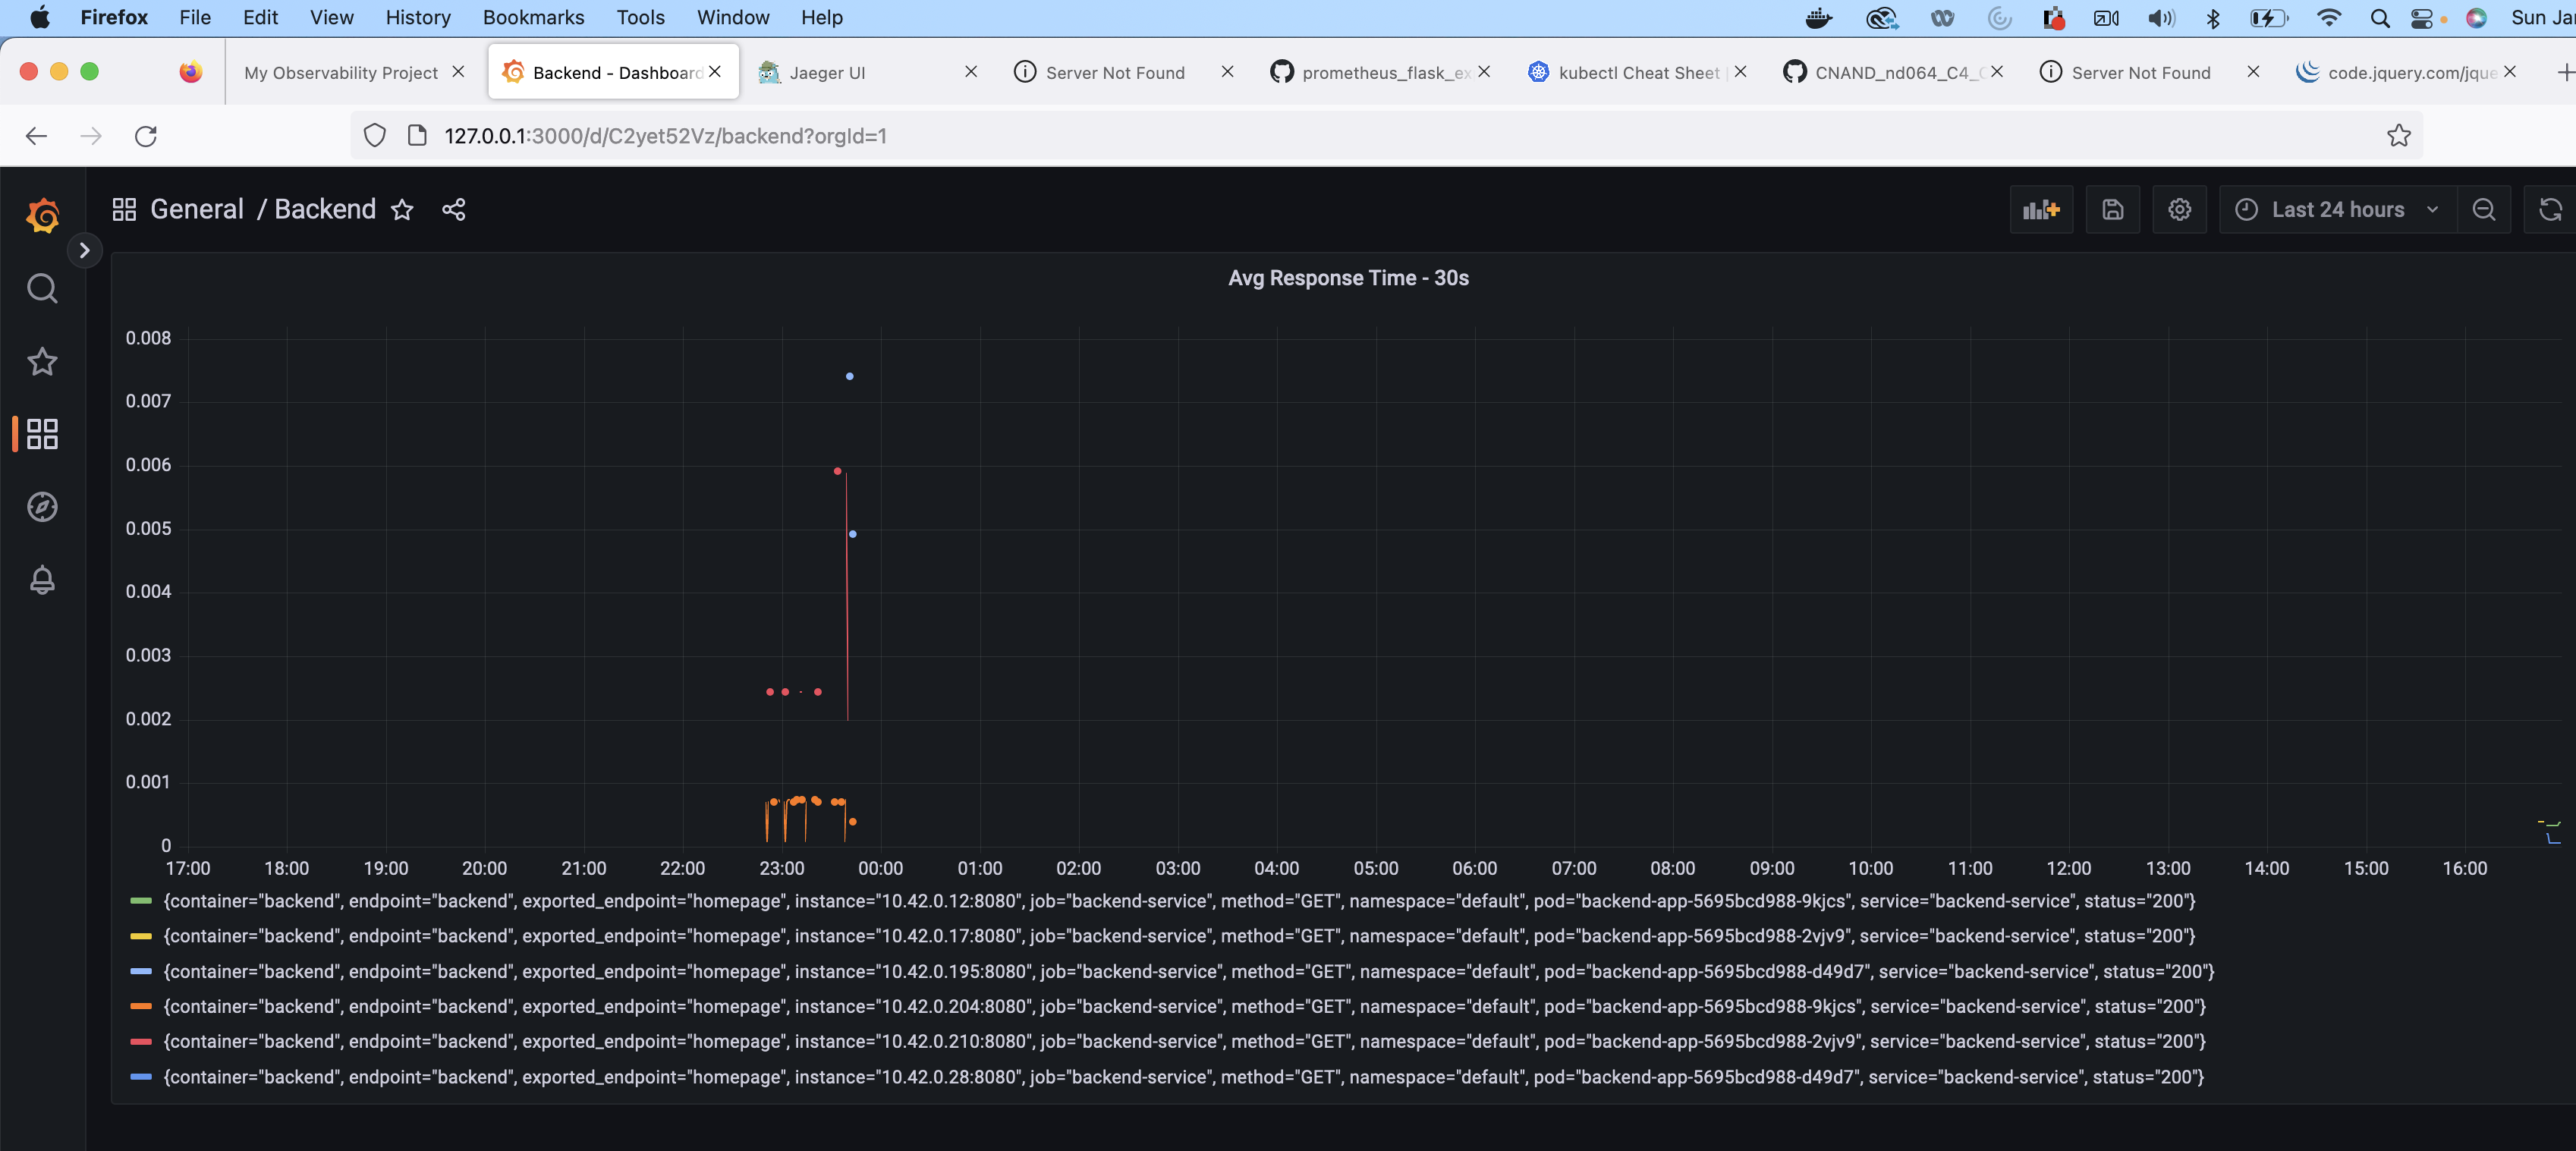 Firefox File Edit View History Bookmarks Tools Window Help Sun Jan
My Observability Project Backend - Dashboard Jaeger UI Server Not Found prometheus_flask_ex kubectl Cheat Sheet CNAND_nd064_C4_ Server Not Found code.jquery.com/jque
127.0.0.1:3000/d/C2yet52Vz/backend?orgId=1
General / Backend Last 24 hours
Avg Response Time - 30s
0.008
0.007
0.006
0.005
0.004
0.003
0.002
0.001
0
17:00 18:00 19:00 20:00 21:00 22:00 23:00 00:00 01:00 02:00 03:00 04:00 05:00 06:00 07:00 08:00 09:00 10:00 11:00 12:00 13:00 14:00 15:00 16:00
{container="backend", endpoint="backend", exported_endpoint="homepage", instance="10.42.0.12:8080", job="backend-service", method="GET", namespace="default", pod="backend-app-5695bcd988-9kjcs", service="backend-service", status="200"}
{container="backend", endpoint="backend", exported_endpoint="homepage", instance="10.42.0.17:8080", job="backend-service", method="GET", namespace="default", pod="backend-app-5695bcd988-2vjv9", service="backend-service", status="200"}
{container="backend", endpoint="backend", exported_endpoint="homepage", instance="10.42.0.195:8080", job="backend-service", method="GET", namespace="default", pod="backend-app-5695bcd988-d49d7", service="backend-service", status="200"}
{container="backend", endpoint="backend", exported_endpoint="homepage", instance="10.42.0.204:8080", job="backend-service", method="GET", namespace="default", pod="backend-app-5695bcd988-9kjcs", service="backend-service", status="200"}
{container="backend", endpoint="backend", exported_endpoint="homepage", instance="10.42.0.210:8080", job="backend-service", method="GET", namespace="default", pod="backend-app-5695bcd988-2vjv9", service="backend-service", status="200"}
{container="backend", endpoint="backend", exported_endpoint="homepage", instance="10.42.0.28:8080", job="backend-service", method="GET", namespace="default", pod="backend-app-5695bcd988-d49d7", service="backend-service", status="200"}